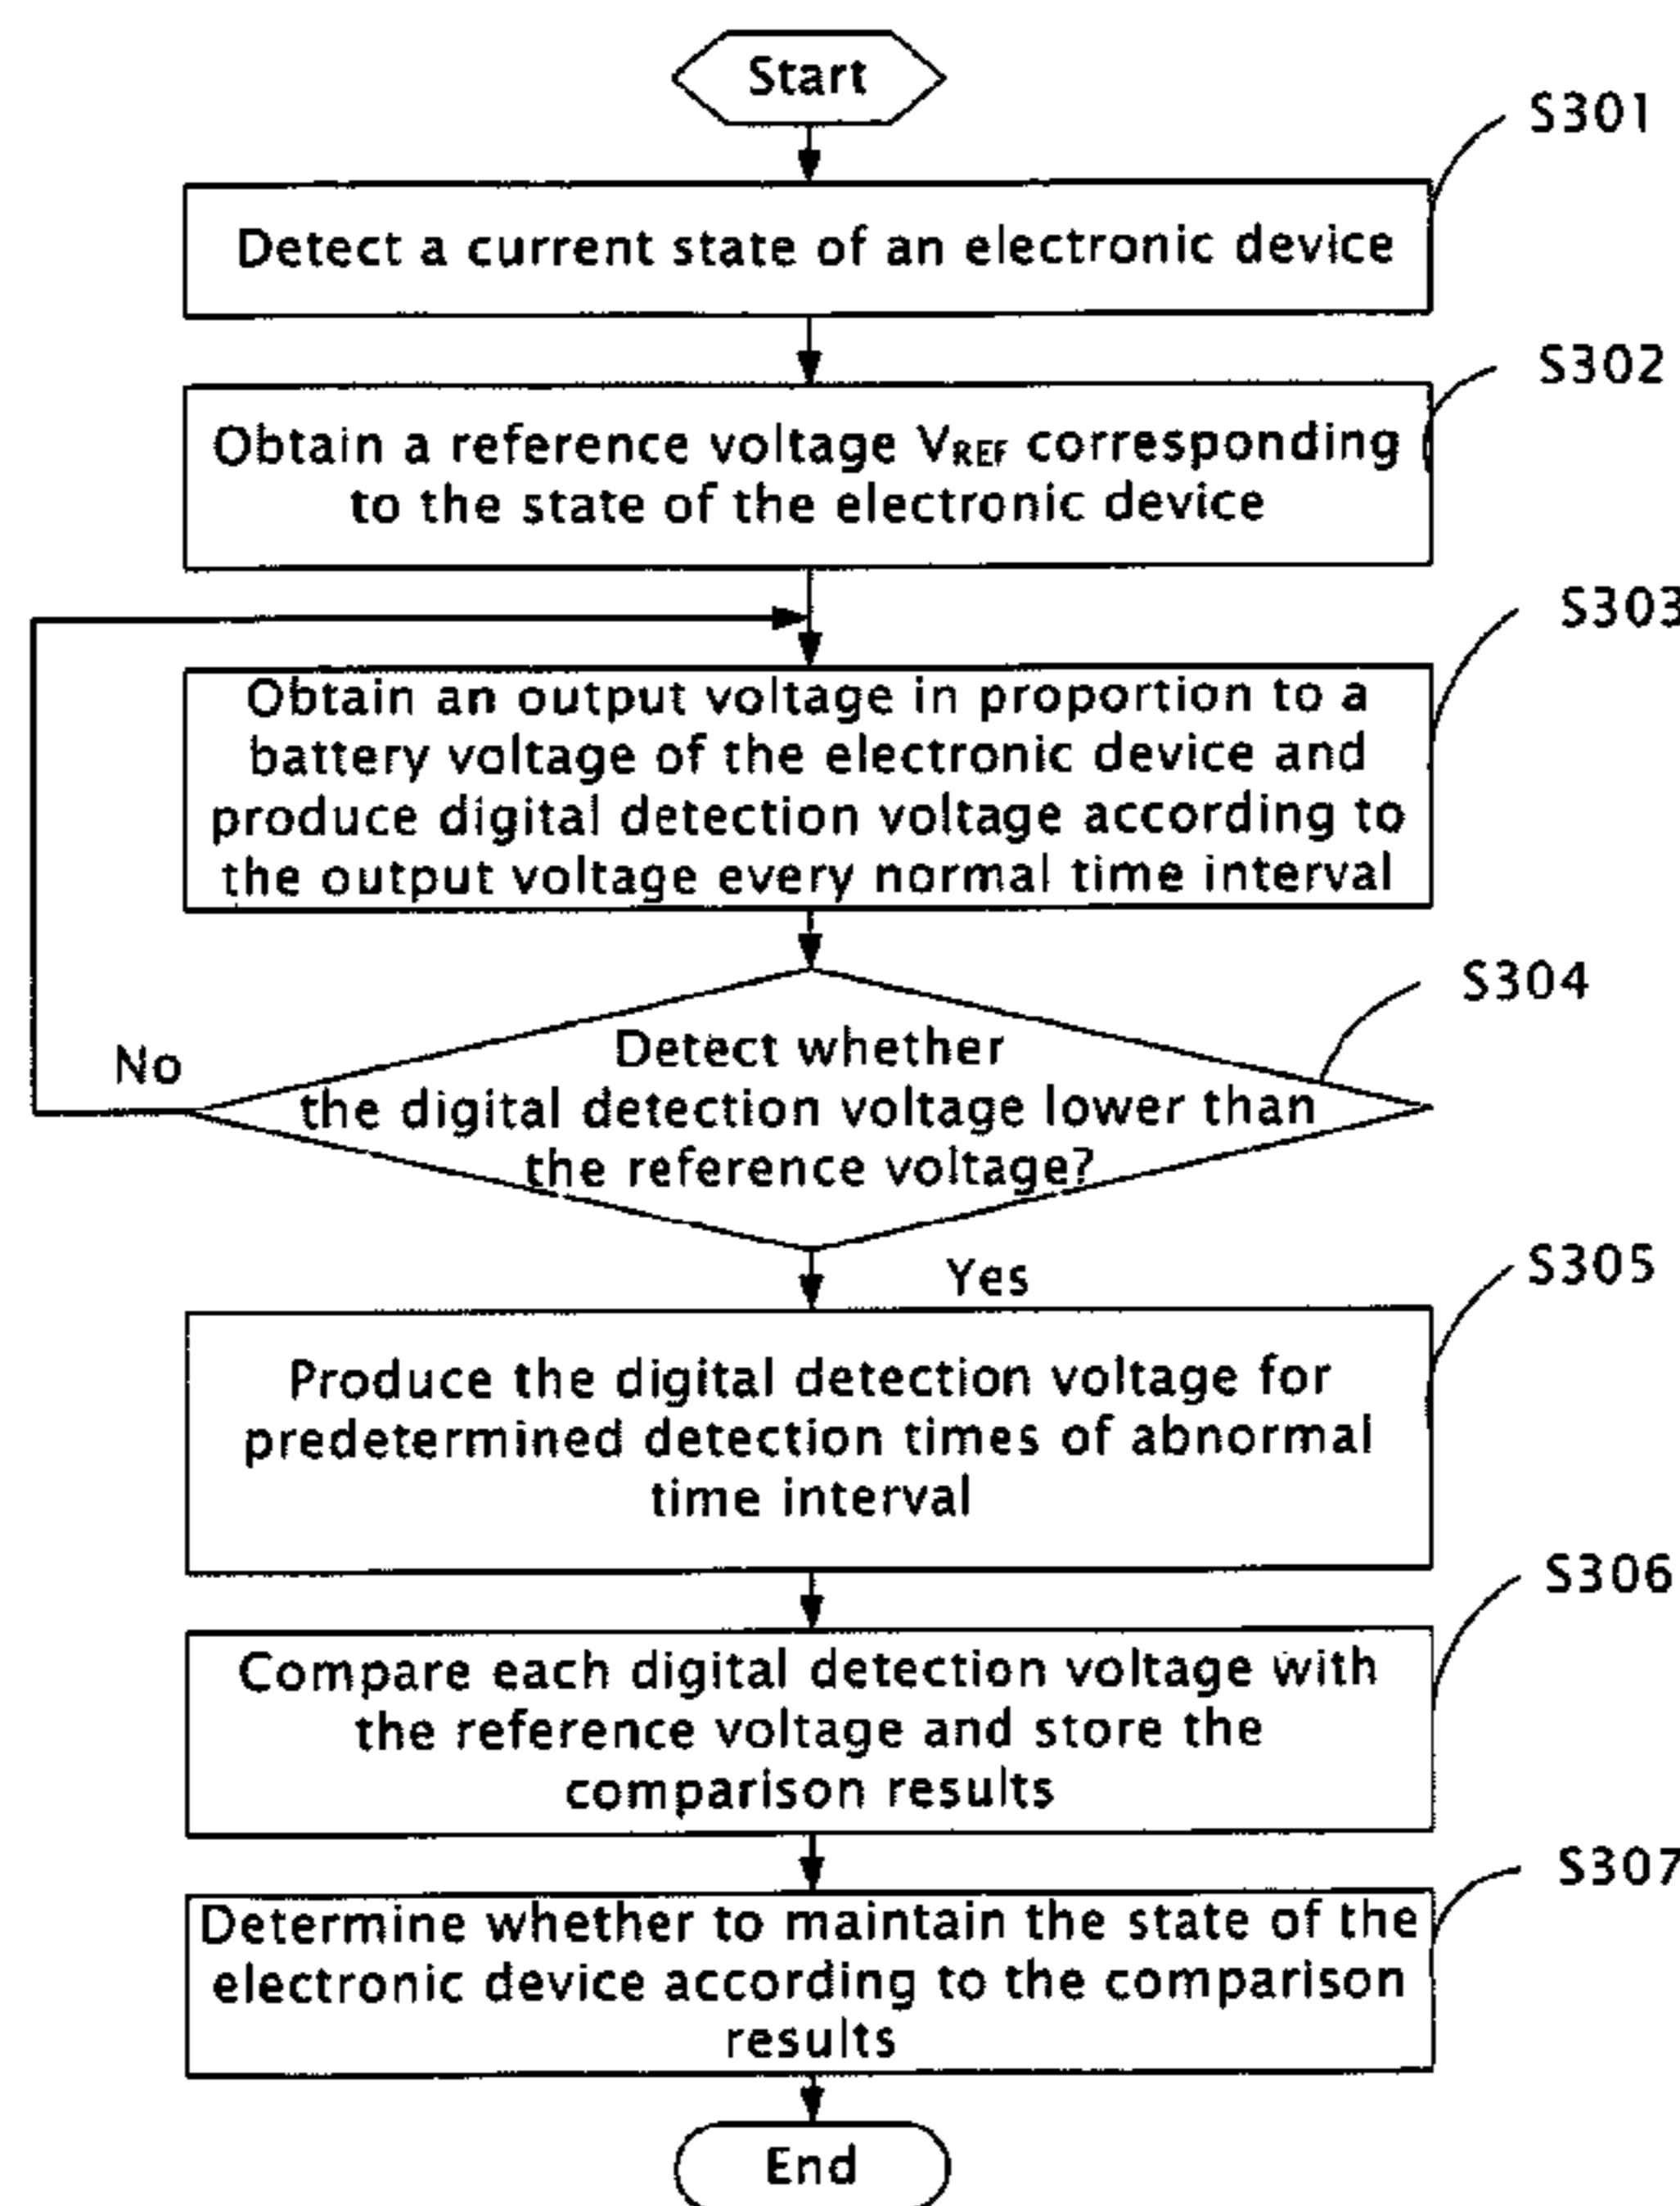 Start
S301
Detect a current state of an electronic device
S302
Obtain a reference voltage VREF corresponding
to the state of the electronic device
S303
Obtain an output voltage in proportion to a
battery voltage of the electronic device and
produce digital detection voltage according to
the output voltage every normal time interval
S304
No
Detect whether
the digital detection voltage lower than
the reference voltage?
Yes
S305
Produce the digital detection voltage for
predetermined detection times of abnormal
time interval
S306
Compare each digital detection voltage with
the reference voltage and store the
comparison results
S307
Determine whether to maintain the state of the
electronic device according to the comparison
results
End